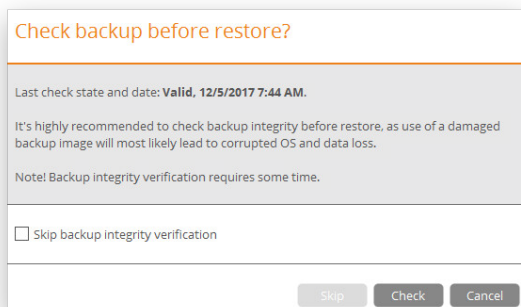 Check backup before restore?
Last check state and date: Valid, 12/5/2017 7:44 AM.
It's highly recommended to check backup integrity before restore, as use of a damaged
backup image will most likely lead to corrupted OS and data loss.
Note! Backup integrity verification requires some time.
Skip backup integrity verification
Skip Check Cancel